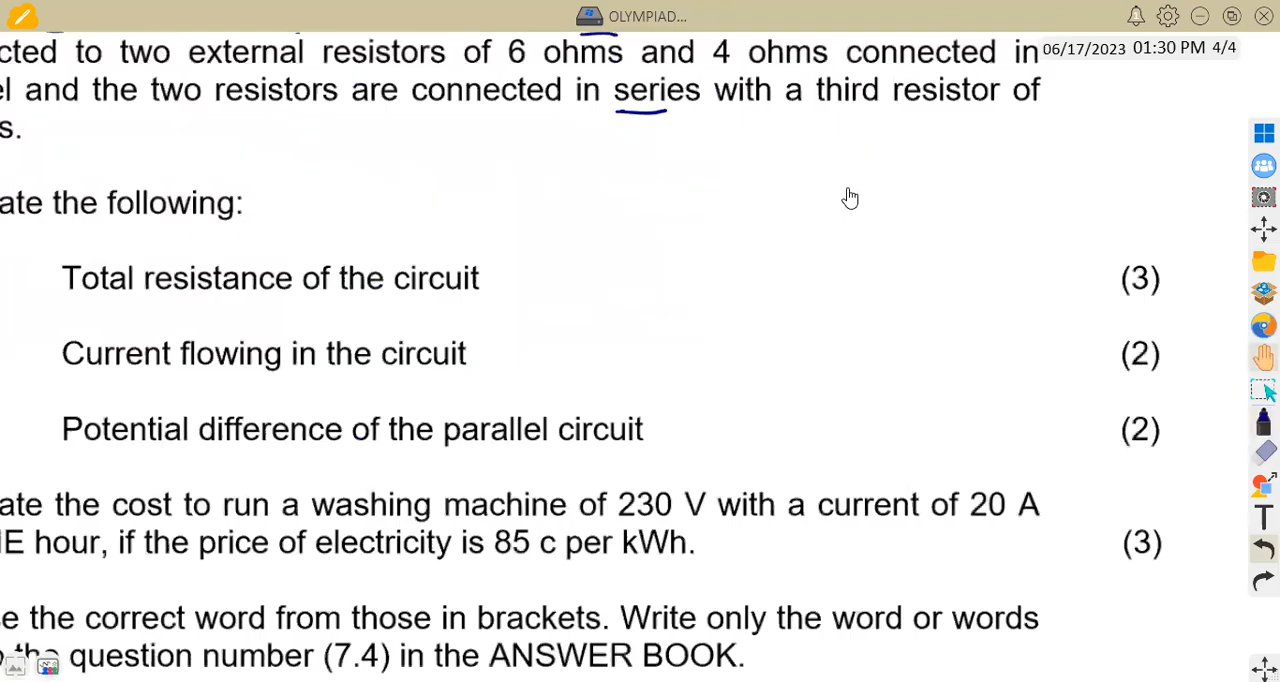 OLYMPIAD...
06/17/2023 01:30 PM 4/4
cted to two external resistors of 6 ohms and 4 ohms connected in
el and the two resistors are connected in series with a third resistor of
s.
ate the following:
Total resistance of the circuit (3)
Current flowing in the circuit (2)
Potential difference of the parallel circuit (2)
ate the cost to run a washing machine of 230 V with a current of 20 A
E hour, if the price of electricity is 85 c per kWh. (3)
e the correct word from those in brackets. Write only the word or words
the question number (7.4) in the ANSWER BOOK.